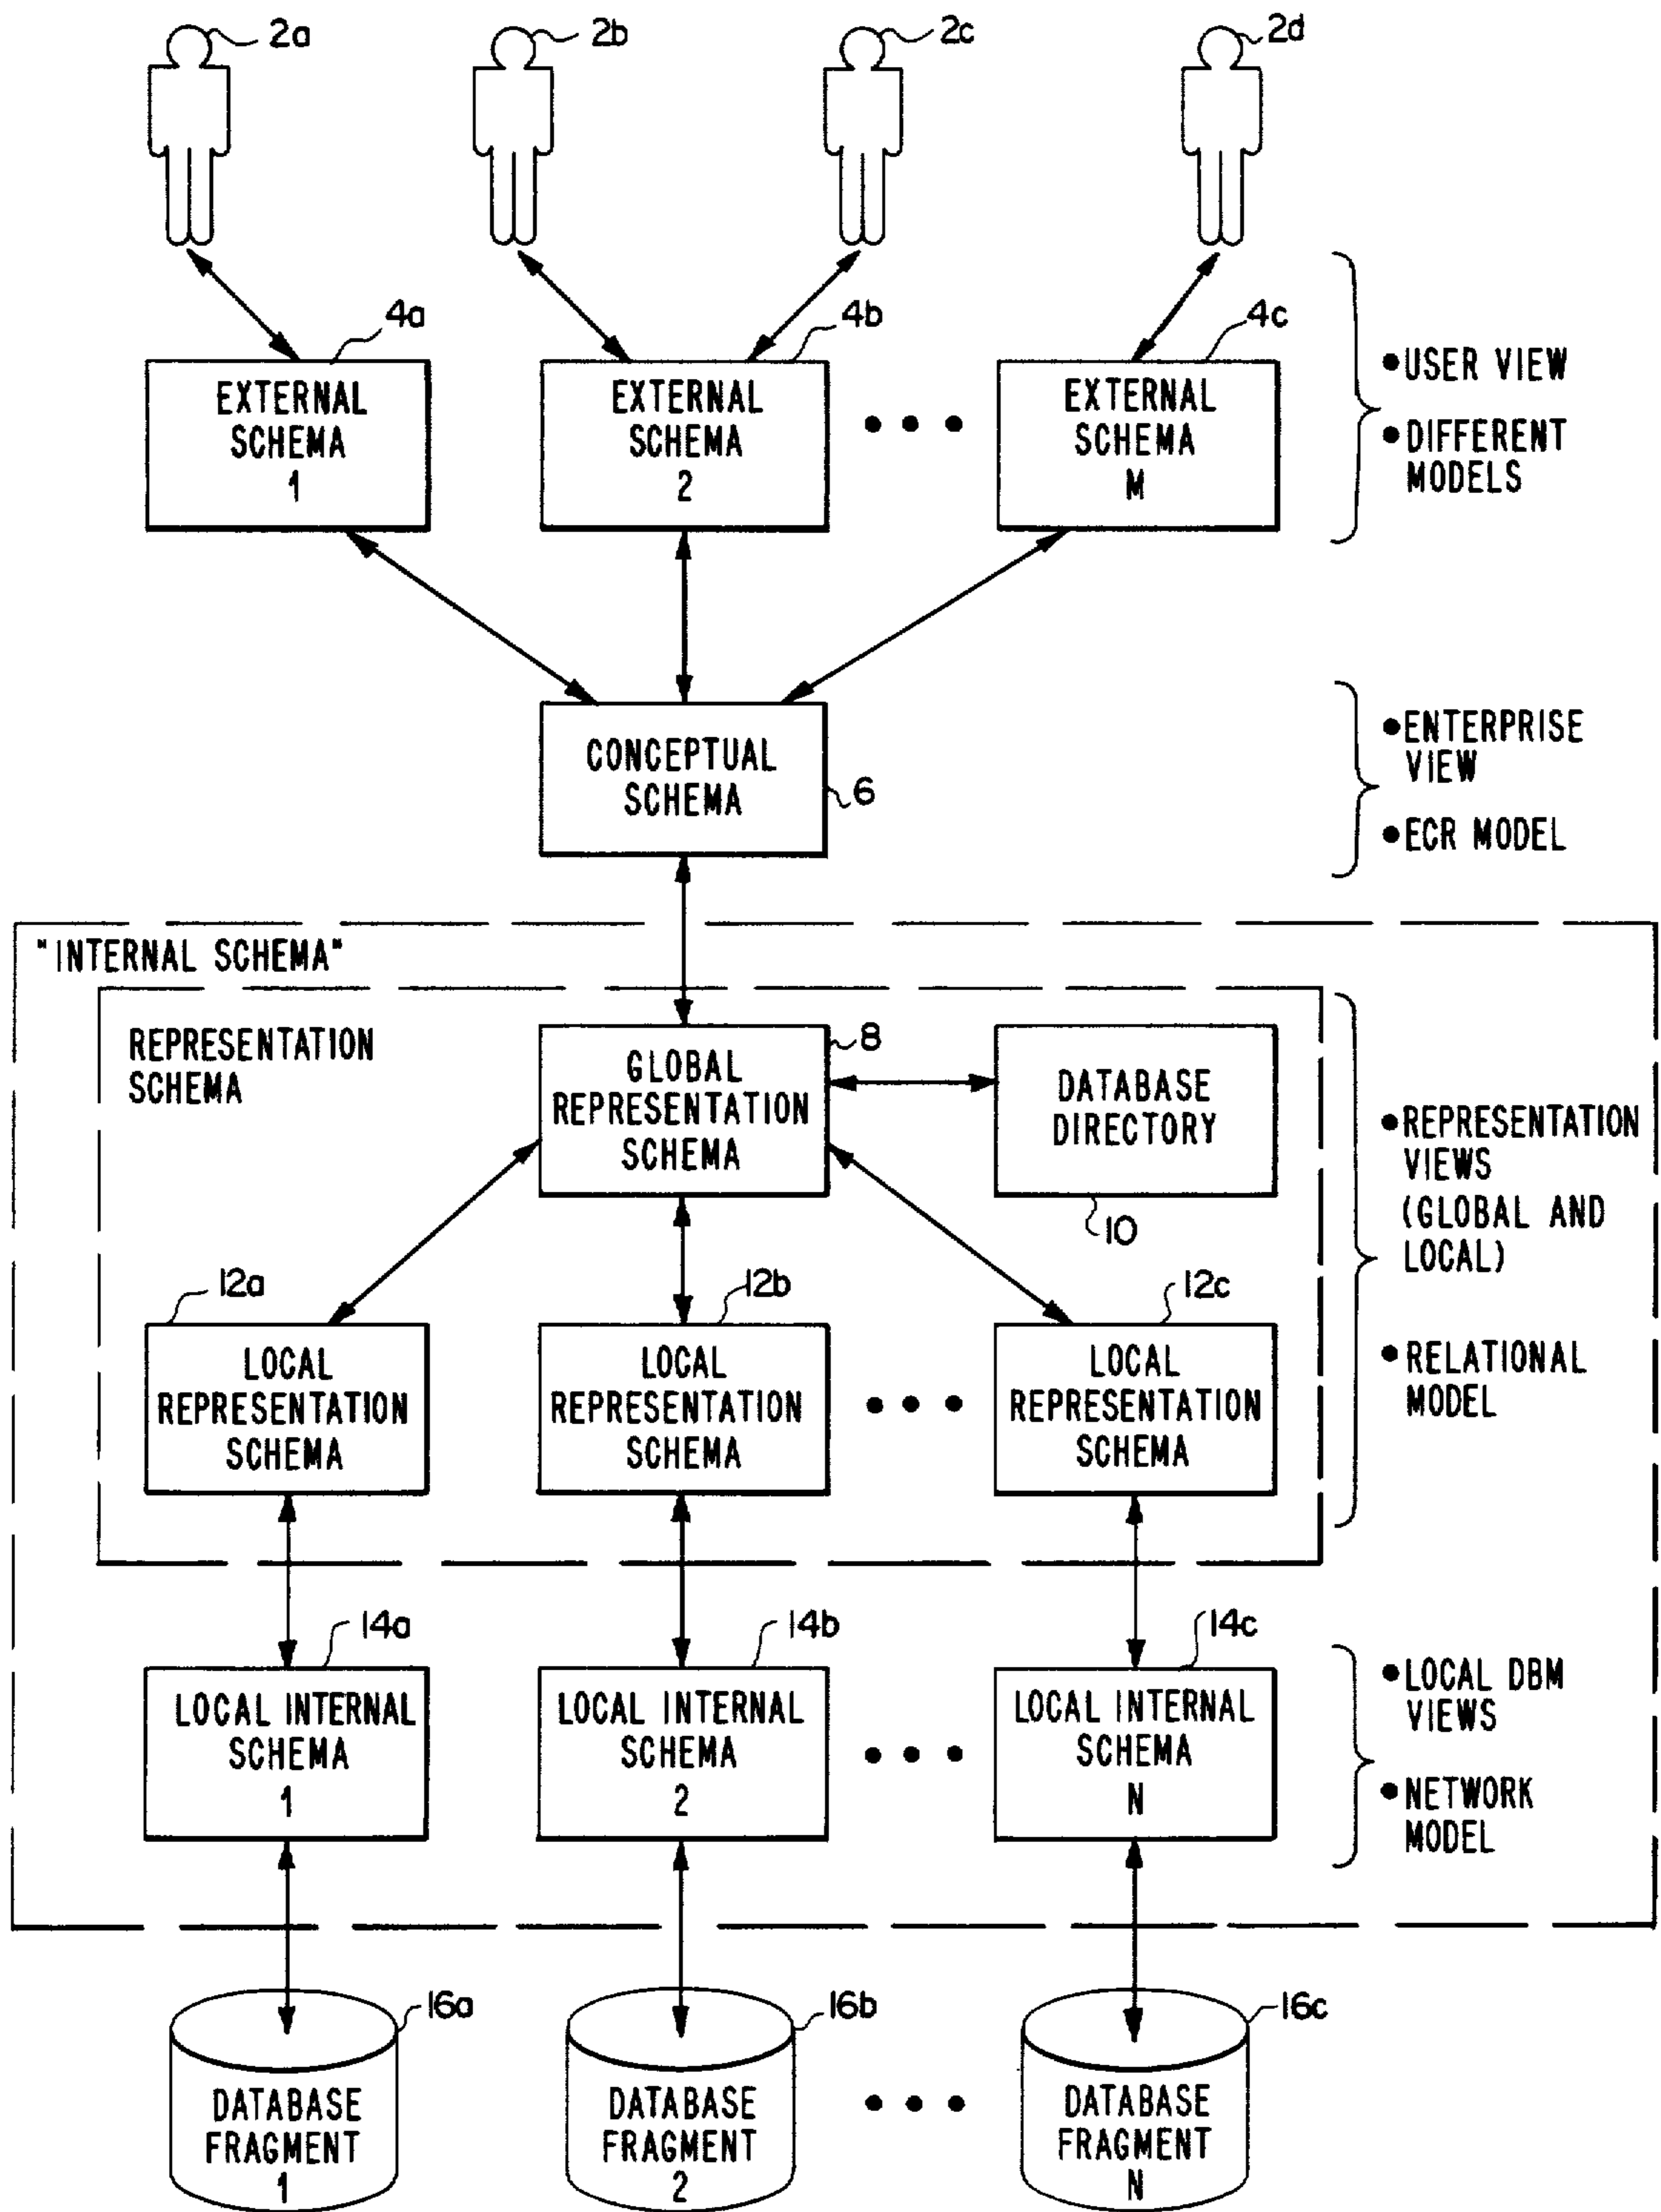 2a
2b
2c
2d
4a
4b
4c
EXTERNAL
SCHEMA
1
EXTERNAL
SCHEMA
2
EXTERNAL
SCHEMA
M
•USER VIEW
•DIFFERENT
MODELS
CONCEPTUAL
SCHEMA
6
•ENTERPRISE
VIEW
•ECR MODEL
"INTERNAL SCHEMA"
REPRESENTATION
SCHEMA
GLOBAL
REPRESENTATION
SCHEMA
8
DATABASE
DIRECTORY
10
•REPRESENTATION
VIEWS
(GLOBAL AND
LOCAL)
•RELATIONAL
MODEL
12a
12b
12c
LOCAL
REPRESENTATION
SCHEMA
LOCAL
REPRESENTATION
SCHEMA
LOCAL
REPRESENTATION
SCHEMA
14a
14b
14c
LOCAL INTERNAL
SCHEMA
1
LOCAL INTERNAL
SCHEMA
2
LOCAL INTERNAL
SCHEMA
N
•LOCAL DBM
VIEWS
•NETWORK
MODEL
16a
16b
16c
DATABASE
FRAGMENT
1
DATABASE
FRAGMENT
2
DATABASE
FRAGMENT
N